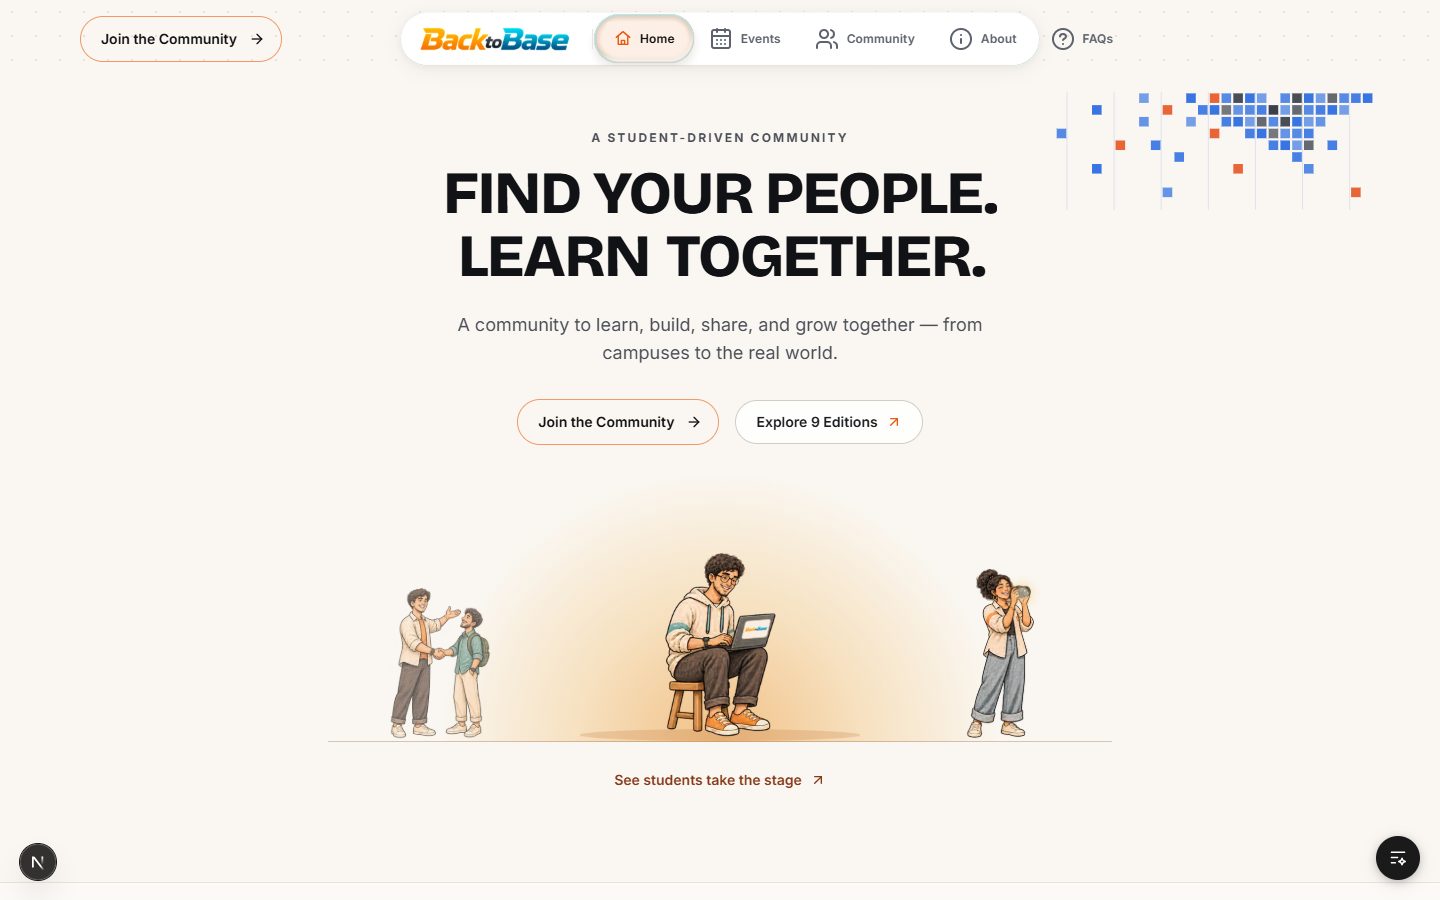 Join the Community
BacktoBase
Home
Events
Community
About
FAQs
A STUDENT-DRIVEN COMMUNITY
FIND YOUR PEOPLE.
LEARN TOGETHER.
A community to learn, build, share, and grow together — from
campuses to the real world.
Join the Community
Explore 9 Editions
BacktoBase
See students take the stage
N